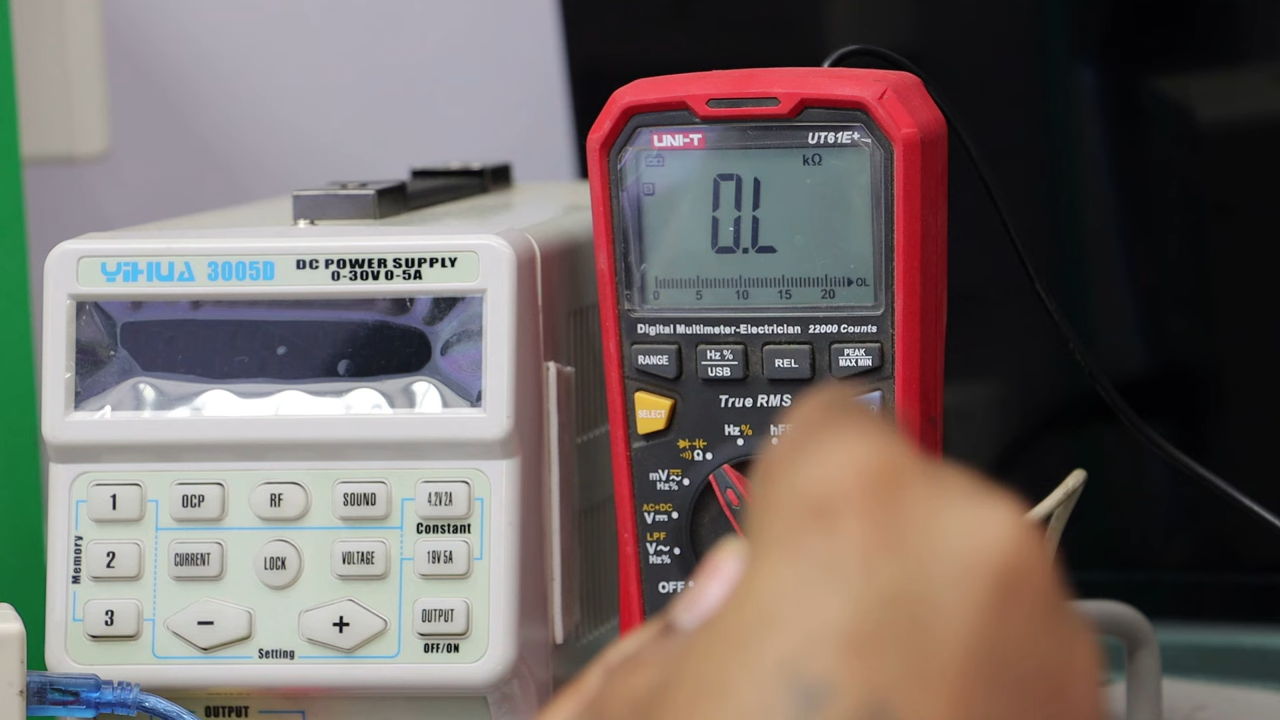 YIHUA 3005D DC POWER SUPPLY
0-30V 0-5A
1 OCP RF SOUND 4.2V 2A
Constant
Memory
2 CURRENT LOCK VOLTAGE 19V 5A
3 - + OUTPUT
Setting
OFF/ON
OUTPUT
UNI-T UT61E+
kΩ
0.L
0 5 10 15 20 OL
Digital Multimeter-Electrician 22000 Counts
RANGE Hz % USB REL PEAK MAX MIN
SELECT
True RMS
Hz%
Ω
mV
Hz%
AC+DC
V
LPF
V~
Hz%
OFF